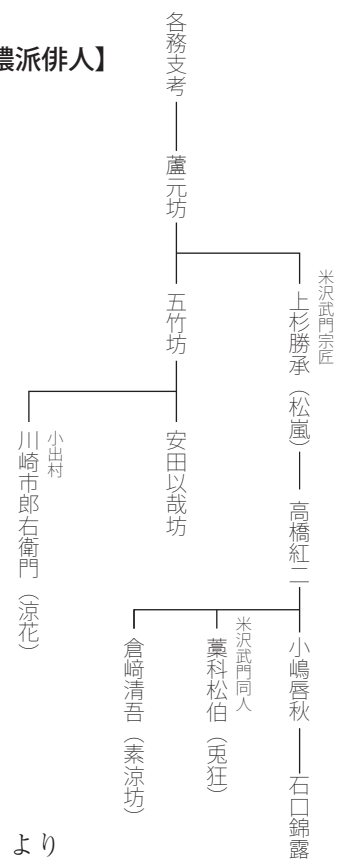 濃派俳人】
各務支考
蘆元坊
米沢武門宗匠
上杉勝承（松嵐）
高橋紅二
小嶋唇秋
石口錦露
米沢武門同人
藁科松伯（兎狂）
倉崎清吾（素涼坊）
五竹坊
安田以哉坊
小出村
川崎市郎右衛門（涼花）
より